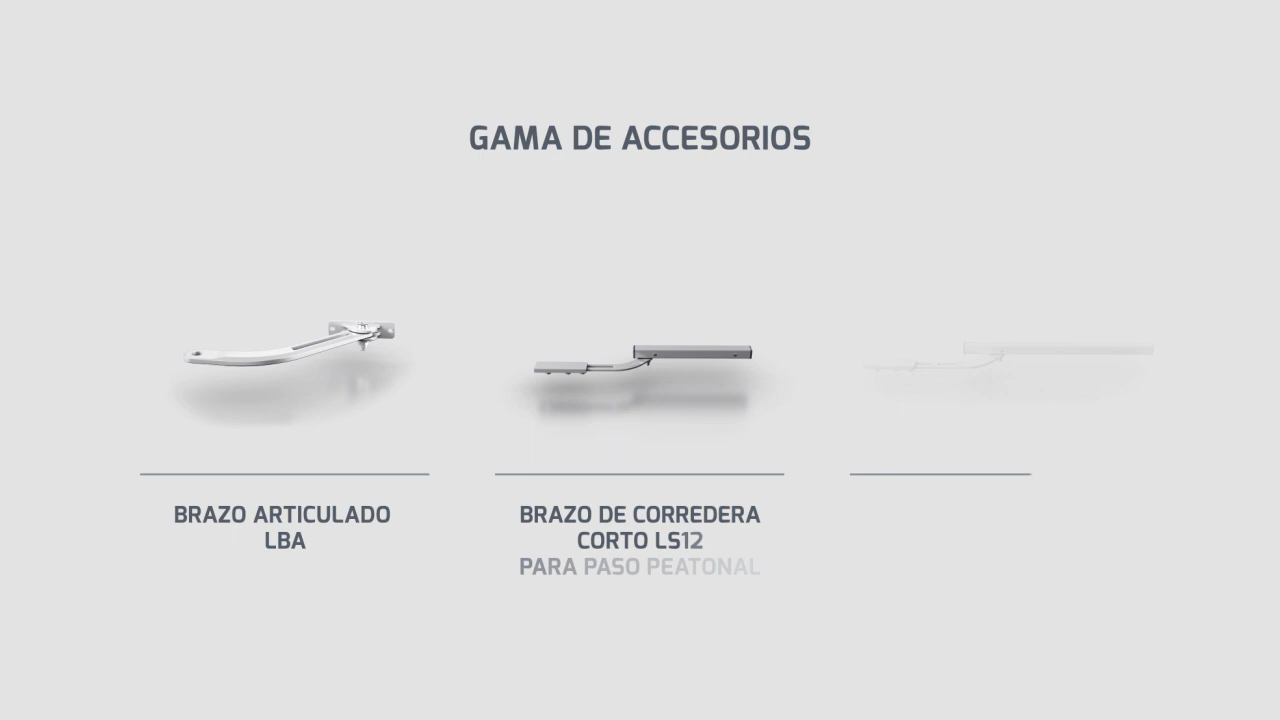 GAMA DE ACCESORIOS
BRAZO ARTICULADO
LBA
BRAZO DE CORREDERA
CORTO LS12
PARA PASO PEATONAL